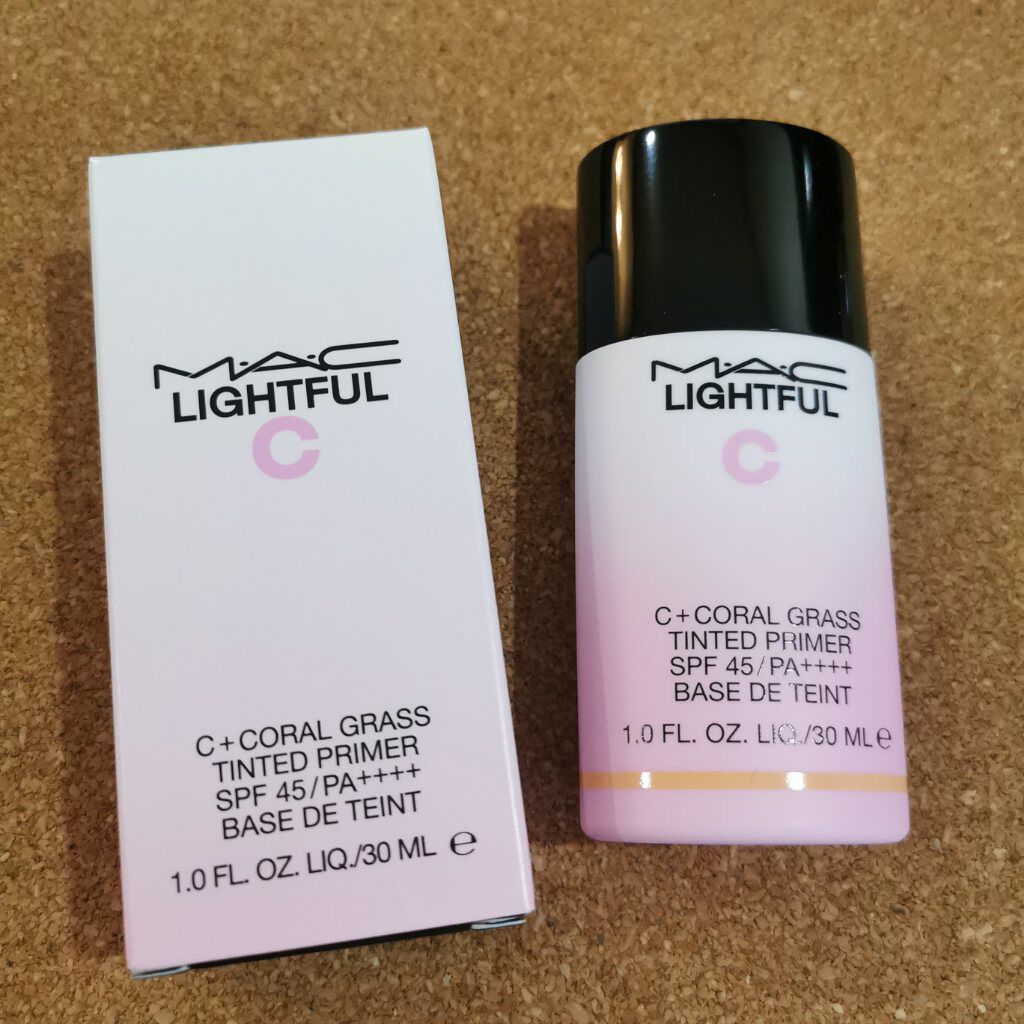 M·A·C
LIGHTFUL
C
C+CORAL GRASS
TINTED PRIMER
SPF 45/PA++++
BASE DE TEINT
1.0 FL. OZ. LIQ./30 ML ℮
M·A·C
LIGHTFUL
C
C+CORAL GRASS
TINTED PRIMER
SPF 45/PA++++
BASE DE TEINT
1.0 FL. OZ. LIQ./30 ML ℮